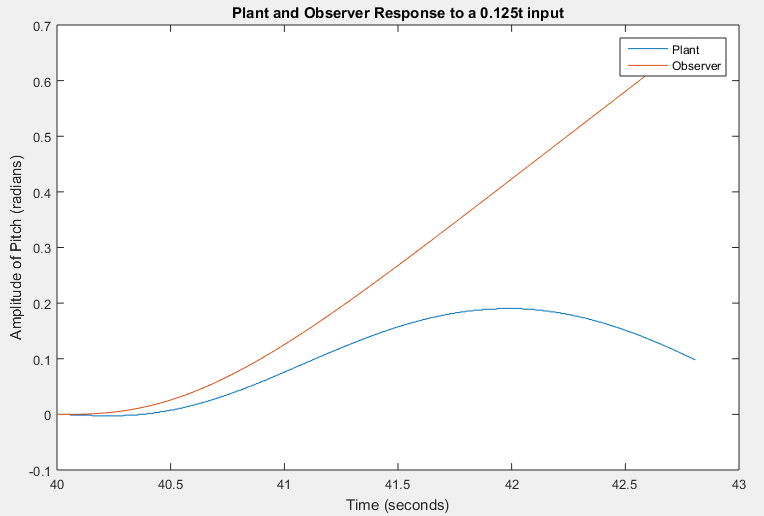 Plant and Observer Response to a 0.125t input
Plant
Observer
Amplitude of Pitch (radians)
0.7
0.6
0.5
0.4
0.3
0.2
0.1
0
-0.1
40 40.5 41 41.5 42 42.5 43
Time (seconds)